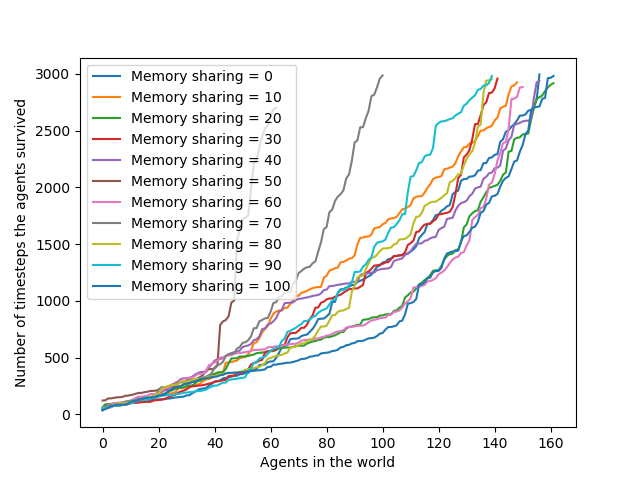 3000
2500
2000
1500
1000
500
0
Number of timesteps the agents survived
Memory sharing = 0
Memory sharing = 10
Memory sharing = 20
Memory sharing = 30
Memory sharing = 40
Memory sharing = 50
Memory sharing = 60
Memory sharing = 70
Memory sharing = 80
Memory sharing = 90
Memory sharing = 100
0 20 40 60 80 100 120 140 160
Agents in the world